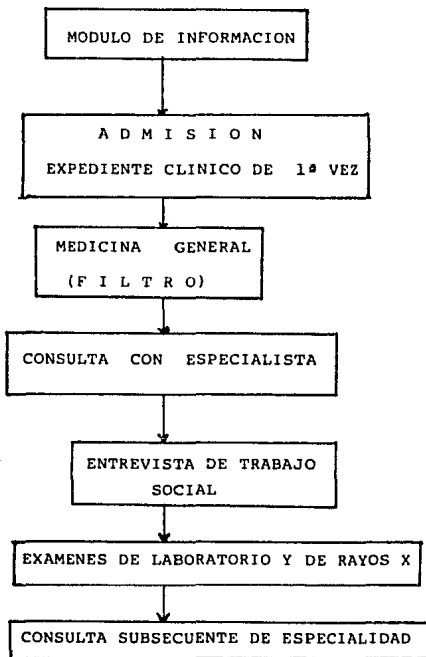 MODULO DE INFORMACION
A D M I S I O N
EXPEDIENTE CLINICO DE 1ª VEZ
MEDICINA GENERAL
(F I L T R O)
CONSULTA CON ESPECIALISTA
ENTREVISTA DE TRABAJO
SOCIAL
EXAMENES DE LABORATORIO Y DE RAYOS X
CONSULTA SUBSECUENTE DE ESPECIALIDAD